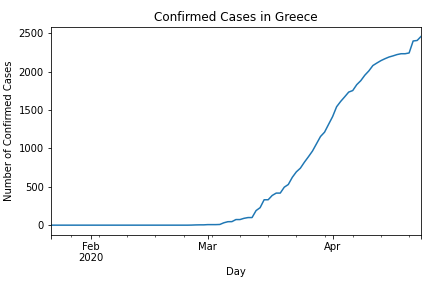 Confirmed Cases in Greece
Number of Confirmed Cases
2500
2000
1500
1000
500
0
Feb
2020
Mar
Apr
Day